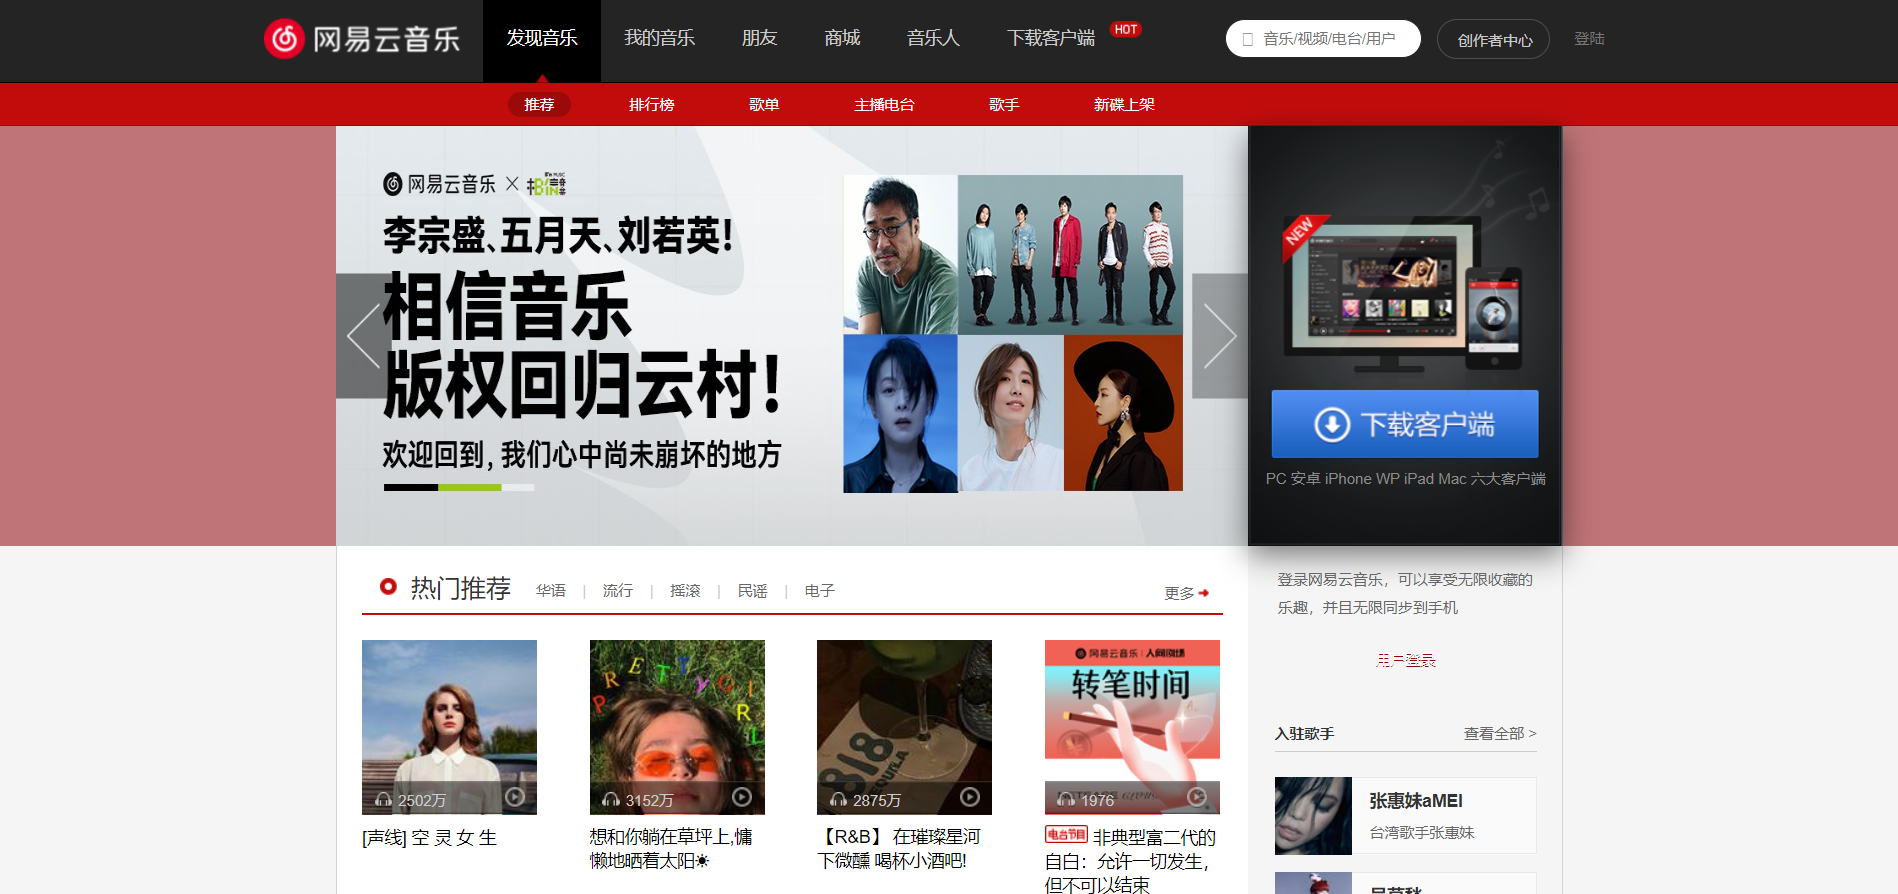 网易云音乐
发现音乐
我的音乐
朋友
商城
音乐人
下载客户端
HOT
音乐/视频/电台/用户
创作者中心
登陆
推荐
排行榜
歌单
主播电台
歌手
新碟上架
网易云音乐 ×
李宗盛、五月天、刘若英!
相信音乐
版权回归云村!
欢迎回到, 我们心中尚未崩坏的地方
NEW
下载客户端
PC 安卓 iPhone WP iPad Mac 六大客户端
热门推荐
华语 | 流行 | 摇滚 | 民谣 | 电子
更多
登录网易云音乐，可以享受无限收藏的
乐趣，并且无限同步到手机
用户登录
入驻歌手
查看全部 >
张惠妹aMEI
台湾歌手张惠妹
PRETTY GIRL
818
网易云音乐 | 人间剧场
转笔时间
2502万
3152万
2875万
1976
[声线] 空 灵 女 生
想和你躺在草坪上,慵
懒地晒着太阳☀
【R&B】 在璀璨星河
下微醺 喝杯小酒吧!
电台节目 非典型富二代的
自白：允许一切发生，
但不可以结束